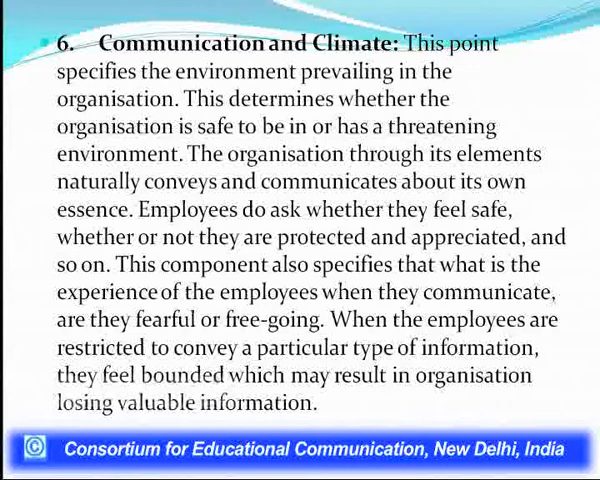 6. Communication and Climate: This point
specifies the environment prevailing in the
organisation. This determines whether the
organisation is safe to be in or has a threatening
environment. The organisation through its elements
naturally conveys and communicates about its own
essence. Employees do ask whether they feel safe,
whether or not they are protected and appreciated, and
so on. This component also specifies that what is the
experience of the employees when they communicate,
are they fearful or free-going. When the employees are
restricted to convey a particular type of information,
they feel bounded which may result in organisation
losing valuable information.
© Consortium for Educational Communication, New Delhi, India